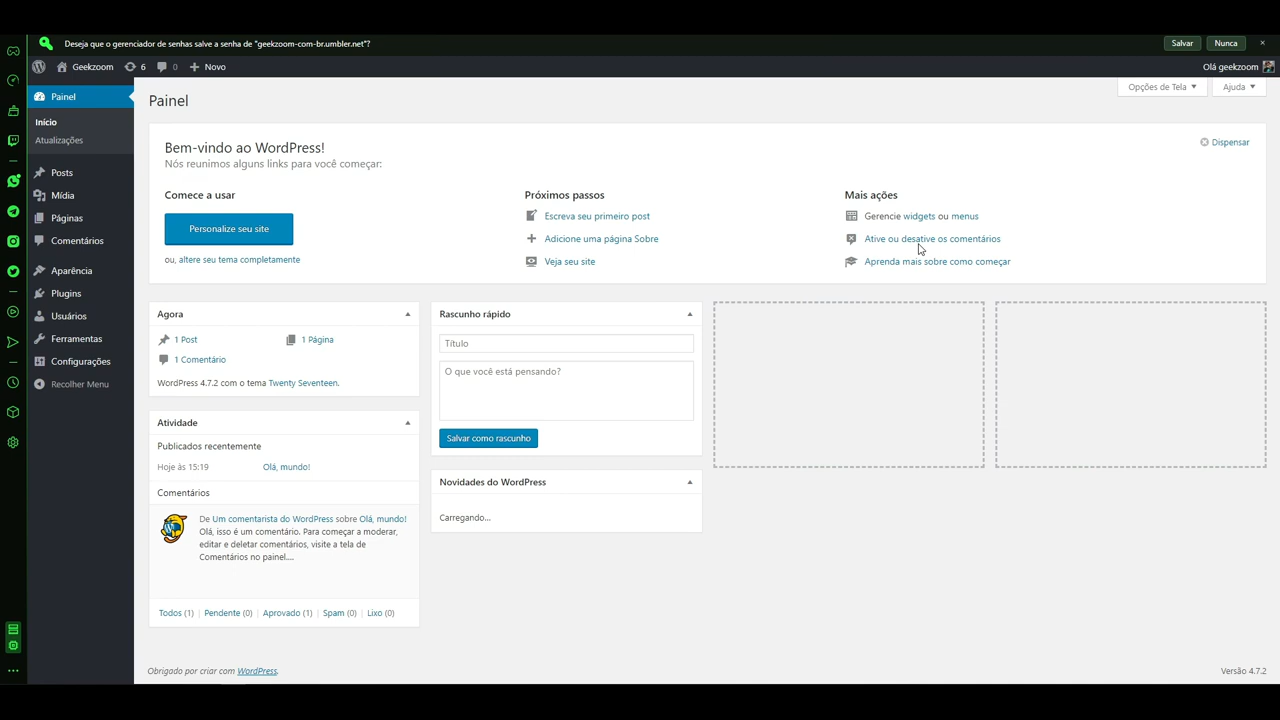 Deseja que o gerenciador de senhas salve a senha de "geekzoom-com-br.umbler.net"?
Salvar
Nunca
Geekzoom
6
0
Novo
Olá geekzoom
Painel
Início
Atualizações
Posts
Mídia
Páginas
Comentários
Aparência
Plugins
Usuários
Ferramentas
Configurações
Recolher Menu
Opções de Tela
Ajuda
Painel
Bem-vindo ao WordPress!
Nós reunimos alguns links para você começar:
Dispensar
Comece a usar
Personalize seu site
ou, altere seu tema completamente
Próximos passos
Escreva seu primeiro post
Adicione uma página Sobre
Veja seu site
Mais ações
Gerencie widgets ou menus
Ative ou desative os comentários
Aprenda mais sobre como começar
Agora
1 Post
1 Página
1 Comentário
WordPress 4.7.2 com o tema Twenty Seventeen.
Atividade
Publicados recentemente
Hoje às 15:19 Olá, mundo!
Comentários
De Um comentarista do WordPress sobre Olá, mundo!
Olá, isso é um comentário. Para começar a moderar,
editar e deletar comentários, visite a tela de
Comentários no painel.…
Todos (1) | Pendente (0) | Aprovado (1) | Spam (0) | Lixo (0)
Rascunho rápido
Título
O que você está pensando?
Salvar como rascunho
Novidades do WordPress
Carregando...
Obrigado por criar com WordPress.
Versão 4.7.2